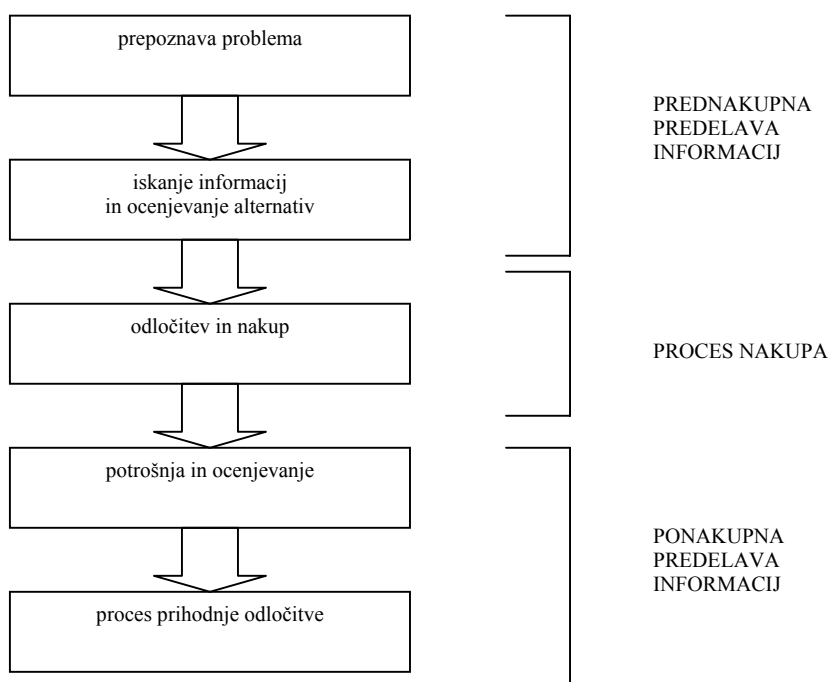 prepoznava problema
PREDNAKUPNA
PREDELAVA
INFORMACIJ
iskanje informacij
in ocenjevanje alternativ
odločitev in nakup
PROCES NAKUPA
potrošnja in ocenjevanje
PONAKUPNA
PREDELAVA
INFORMACIJ
proces prihodnje odločitve